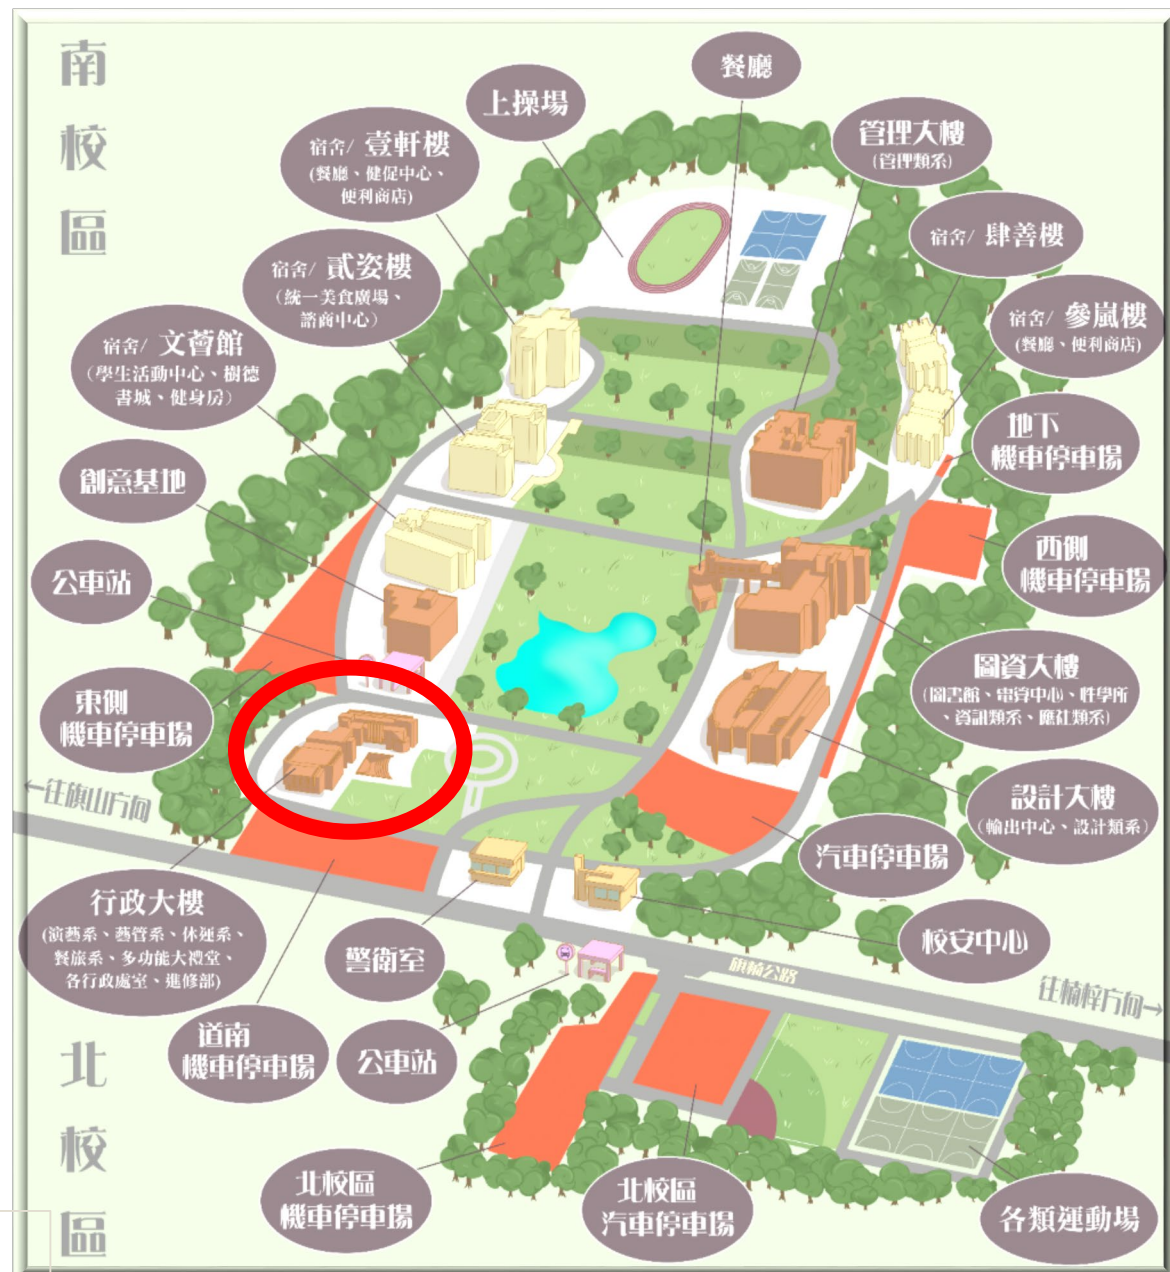 南校區
餐廳
上操場
管理大樓
(管理類系)
宿舍/ 壹軒樓
(餐廳、健促中心、
便利商店)
宿舍/ 肆善樓
宿舍/ 貳姿樓
(統一美食廣場、
諮商中心)
宿舍/ 參嵐樓
(餐廳、便利商店)
宿舍/ 文薈館
(學生活動中心、樹德
書城、健身房)
地下
機車停車場
創意基地
西側
機車停車場
公車站
圖資大樓
(圖書館、電算中心、性學所
、資訊類系、應社類系)
東側
機車停車場
←往旗山方向
設計大樓
(輸出中心、設計類系)
汽車停車場
行政大樓
(演藝系、藝管系、休運系、
餐旅系、多功能大禮堂、
各行政處室、進修部)
警衛室
校安中心
旗楠公路
往楠梓方向→
道南
機車停車場
公車站
北校區
北校區
機車停車場
北校區
汽車停車場
各類運動場